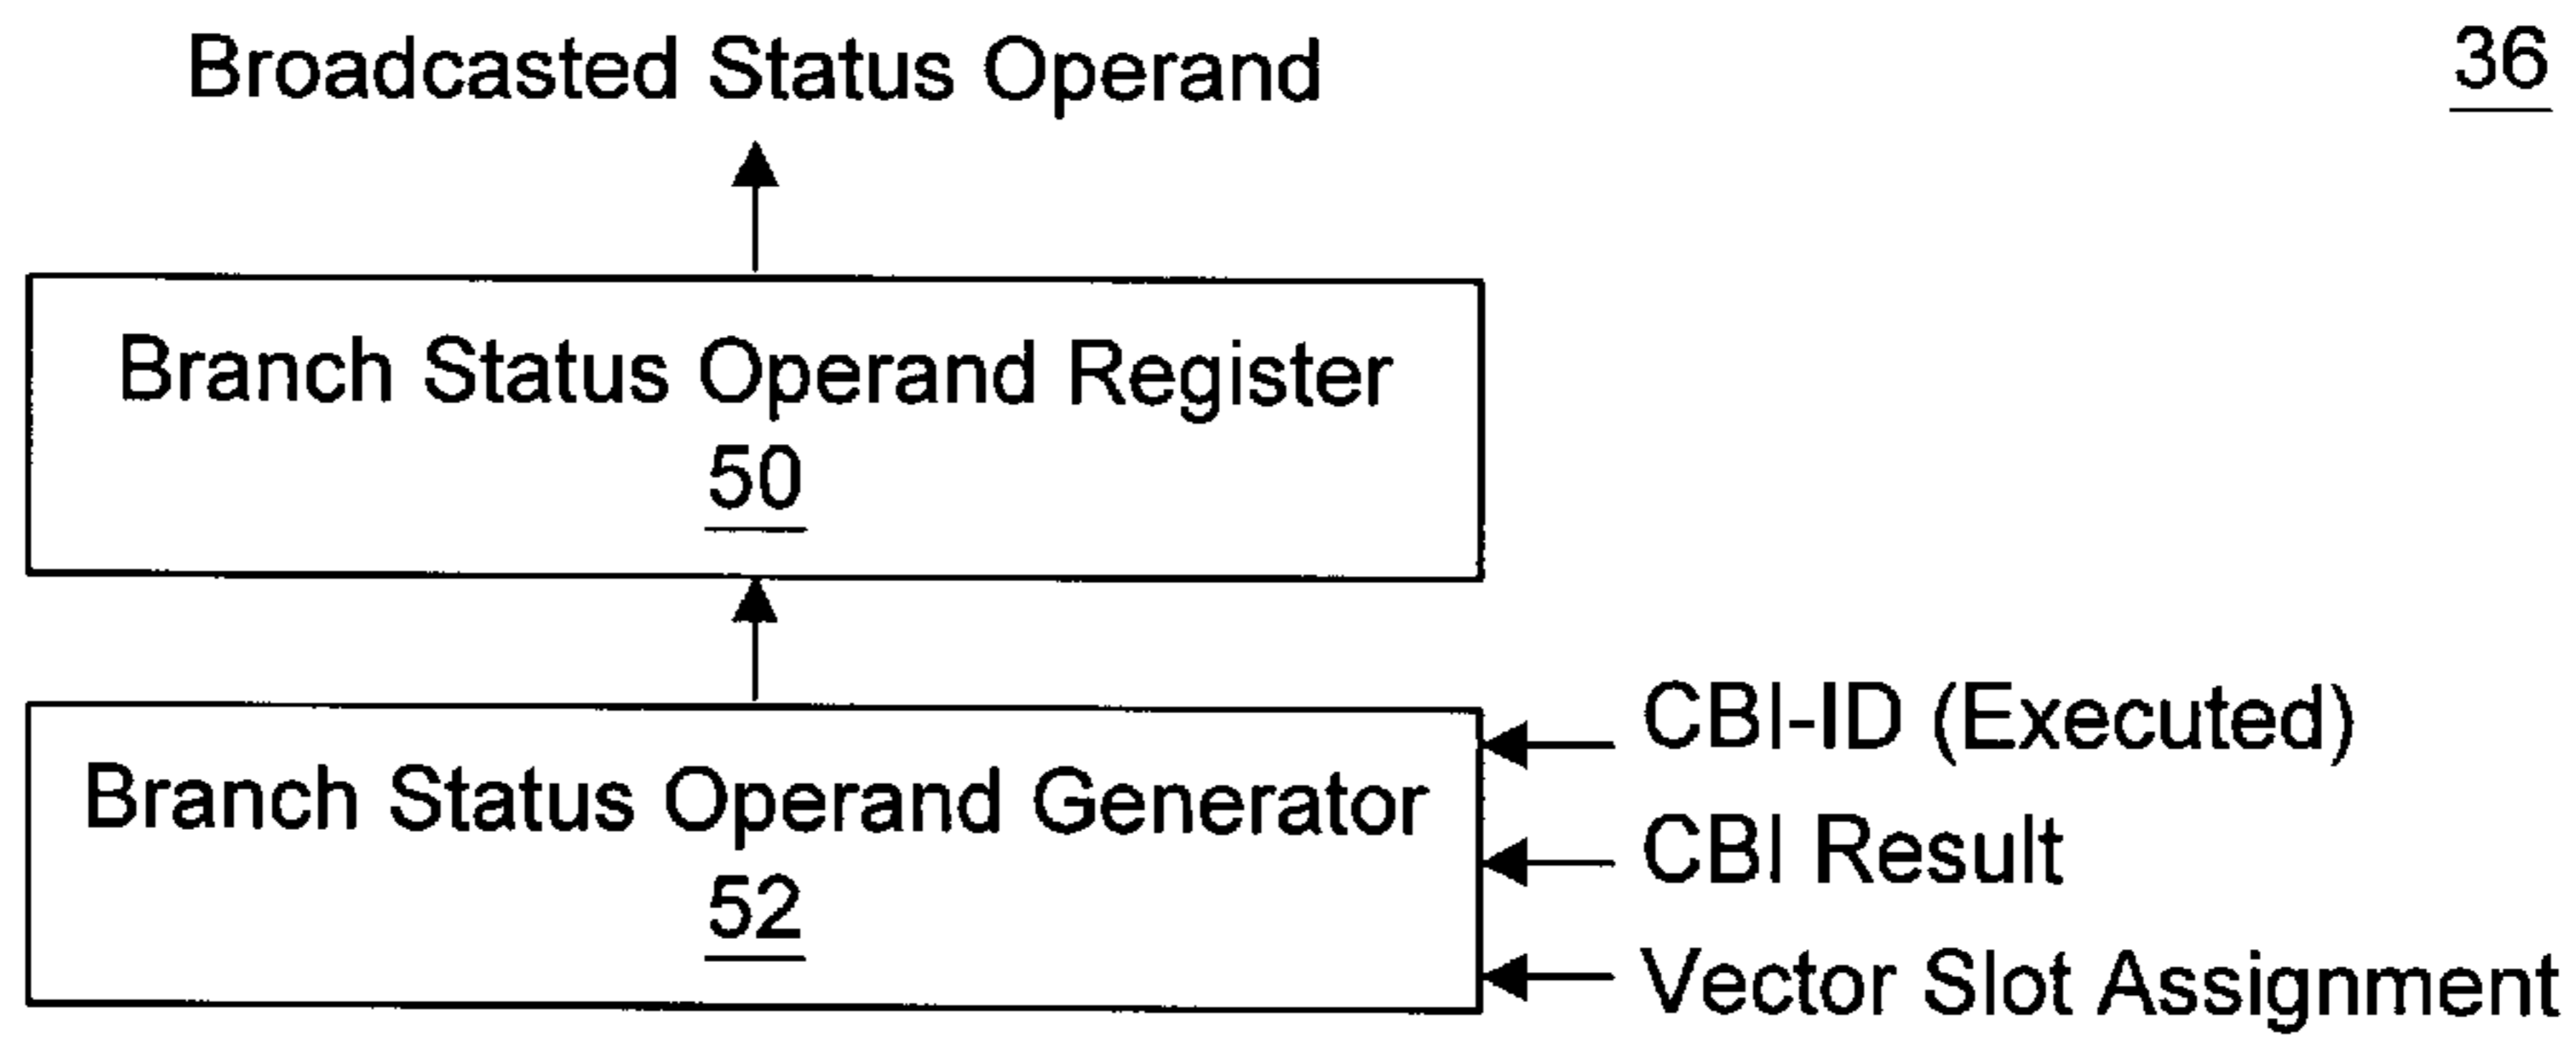 Broadcasted Status Operand
36
Branch Status Operand Register
50
CBI-ID (Executed)
Branch Status Operand Generator
52
CBI Result
Vector Slot Assignment